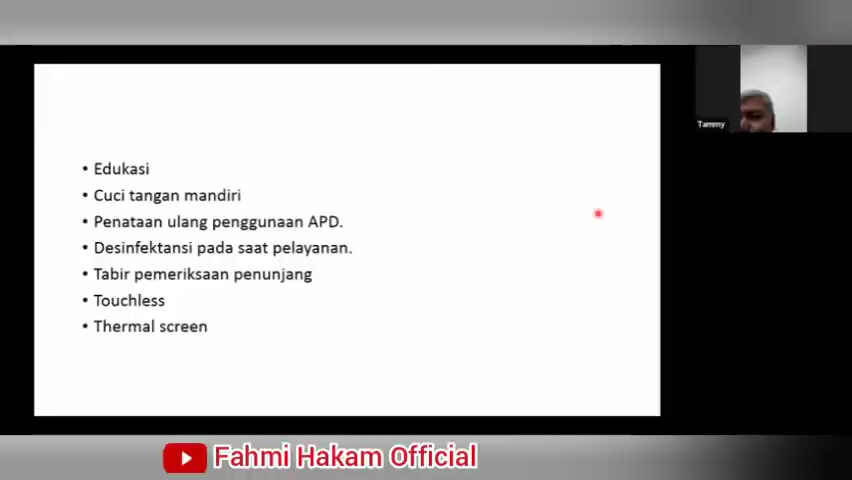 Tammy
• Edukasi
• Cuci tangan mandiri
• Penataan ulang penggunaan APD.
• Desinfektansi pada saat pelayanan.
• Tabir pemeriksaan penunjang
• Touchless
• Thermal screen
Fahmi Hakam Official